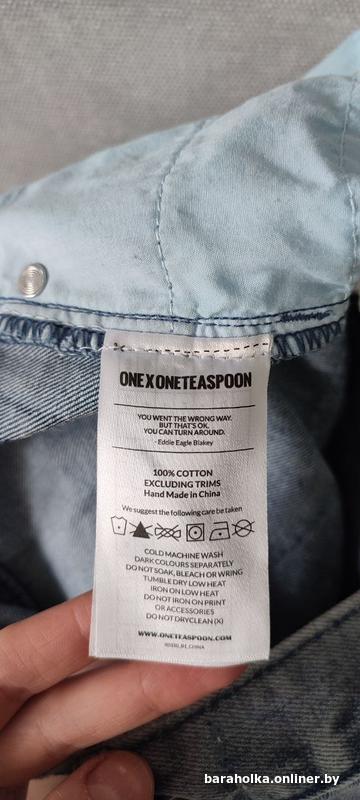 ONE X ONETEASPOON
YOU WENT THE WRONG WAY.
BUT THAT'S OK,
YOU CAN TURN AROUND.
- Eddie Eagle Blakey
100% COTTON
EXCLUDING TRIMS
Hand Made in China
We suggest the following care be taken
COLD MACHINE WASH
DARK COLOURS SEPARATELY
DO NOT SOAK, BLEACH OR WRING
TUMBLE DRY LOW HEAT
IRON ON LOW HEAT
DO NOT IRON ON PRINT
OR ACCESSORIES
DO NOT DRYCLEAN (X)
WWW.ONETEASPOON.COM
baraholka.onliner.by